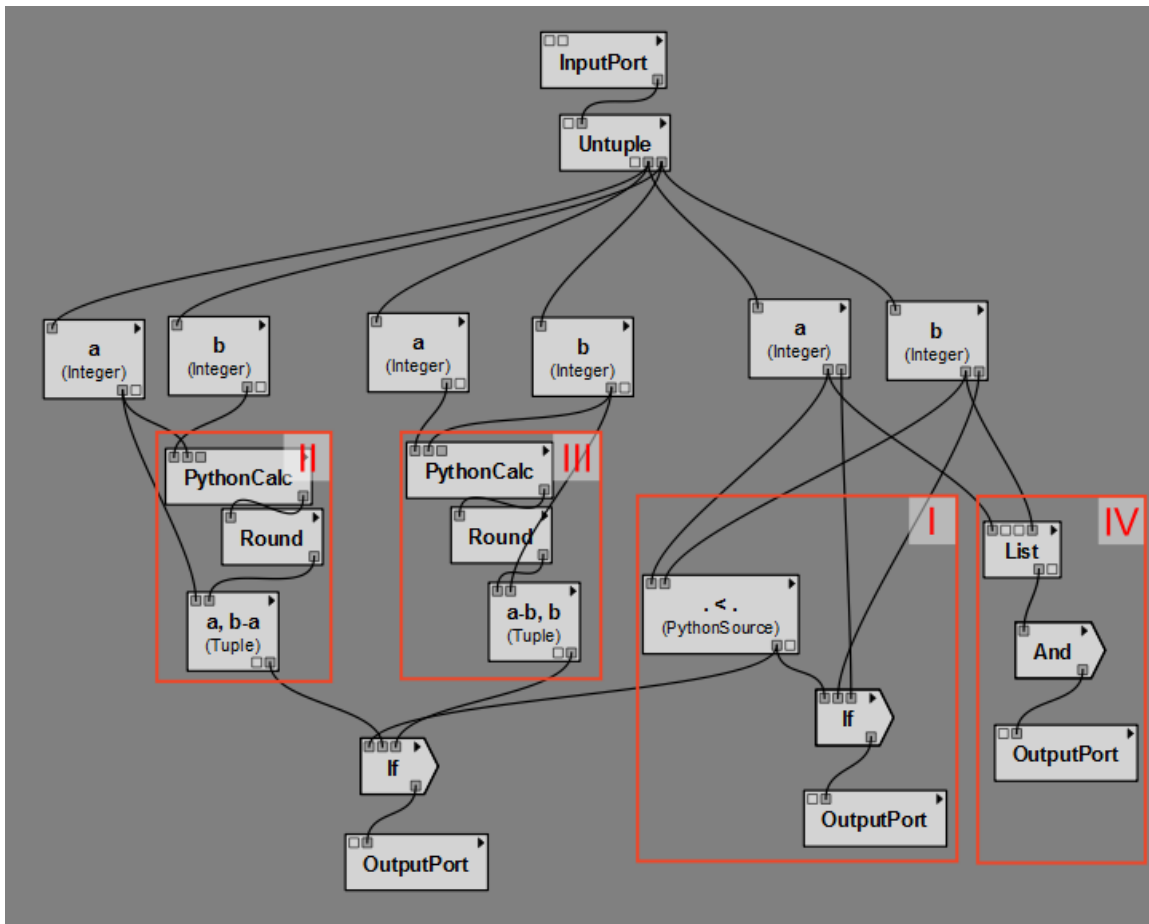 InputPort
Untuple
a
(Integer)
b
(Integer)
a
(Integer)
b
(Integer)
a
(Integer)
b
(Integer)
II
PythonCalc
Round
a, b-a
(Tuple)
III
PythonCalc
Round
a-b, b
(Tuple)
I
. < .
(PythonSource)
If
OutputPort
IV
List
And
OutputPort
If
OutputPort